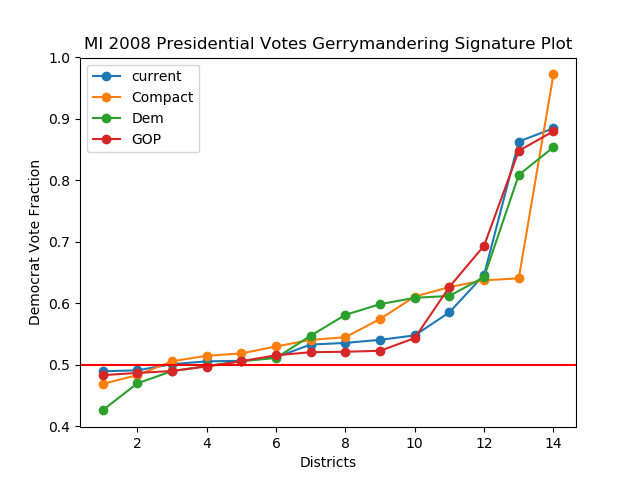 MI 2008 Presidential Votes Gerrymandering Signature Plot
current
Compact
Dem
GOP
Democrat Vote Fraction
1.0
0.9
0.8
0.7
0.6
0.5
0.4
2 4 6 8 10 12 14
Districts